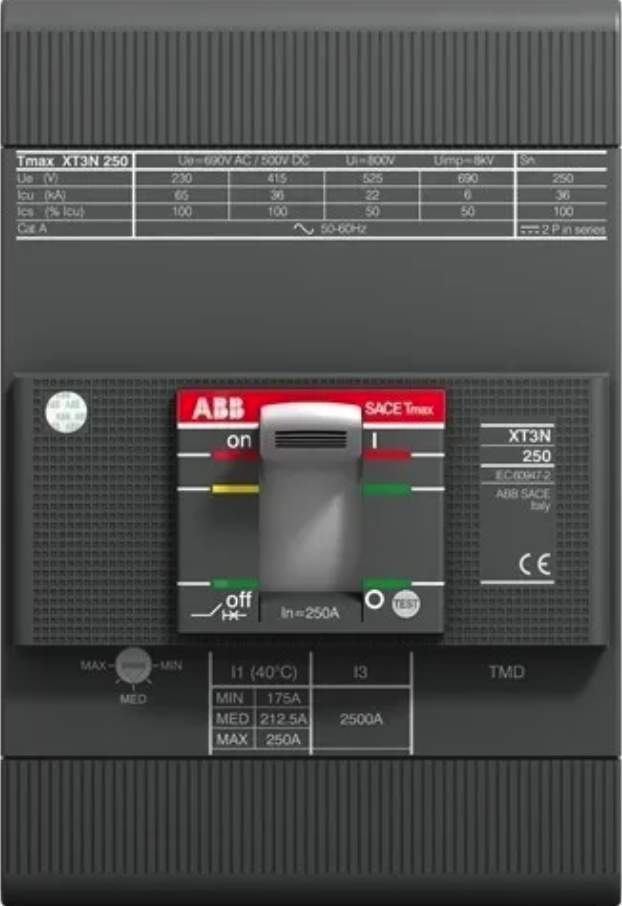 Tmax XT3N 250 Ue=690V AC / 500V DC Ui=800V Uimp=8kV Sn
Ue (V) 230 415 525 690 250
Icu (kA) 65 36 22 6 36
Ics (% Icu) 100 100 50 50 100
Cat A 50-60Hz 2 P in series
ABB SACE Tmax
on I
XT3N
250
IEC 60947-2
ABB SACE
Italy
CE
off O TEST
In=250A
MAX MIN
MED
I1 (40°C) I3 TMD
MIN 175A
MED 212.5A 2500A
MAX 250A